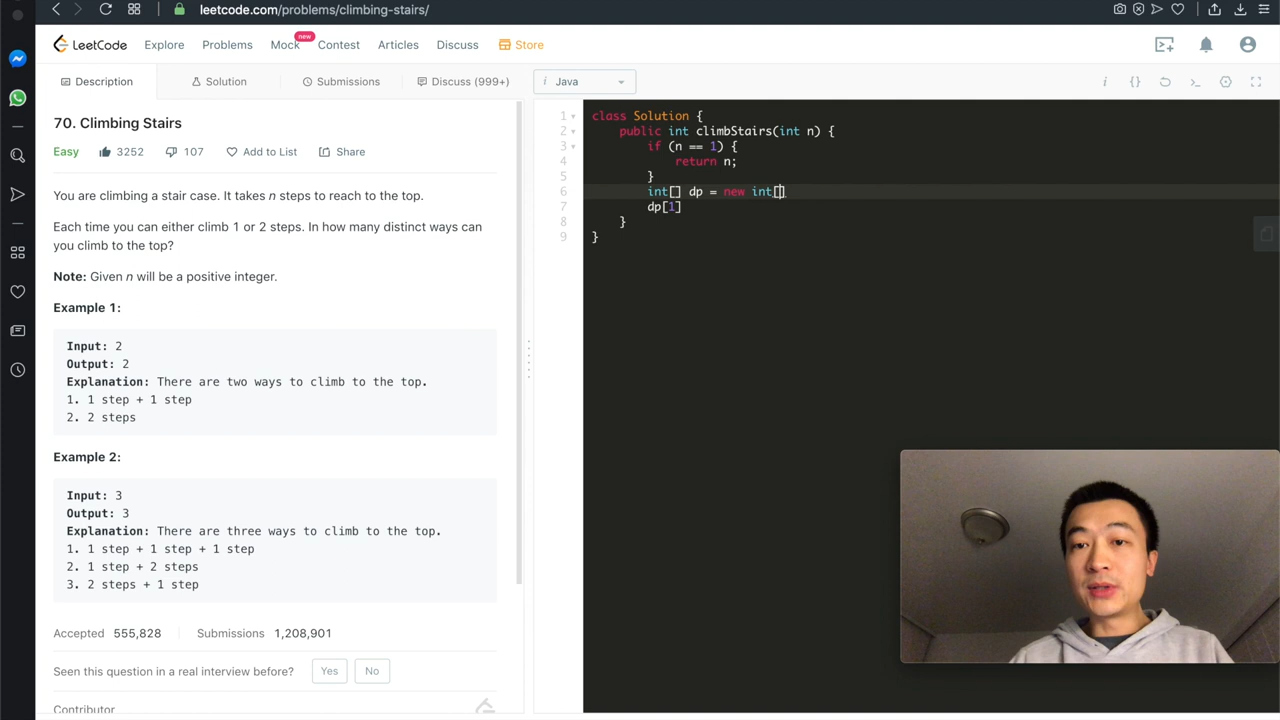 leetcode.com/problems/climbing-stairs/
LeetCode Explore Problems Mock new Contest Articles Discuss Store
Description Solution Submissions Discuss (999+) i Java
70. Climbing Stairs
Easy 3252 107 Add to List Share
You are climbing a stair case. It takes n steps to reach to the top.
Each time you can either climb 1 or 2 steps. In how many distinct ways can
you climb to the top?
Note: Given n will be a positive integer.
Example 1:
Input: 2
Output: 2
Explanation: There are two ways to climb to the top.
1. 1 step + 1 step
2. 2 steps
Example 2:
Input: 3
Output: 3
Explanation: There are three ways to climb to the top.
1. 1 step + 1 step + 1 step
2. 1 step + 2 steps
3. 2 steps + 1 step
Accepted 555,828 Submissions 1,208,901
Seen this question in a real interview before? Yes No
Contributor
1 class Solution {
2 public int climbStairs(int n) {
3 if (n == 1) {
4 return n;
5 }
6 int[] dp = new int[]
7 dp[1]
8 }
9 }